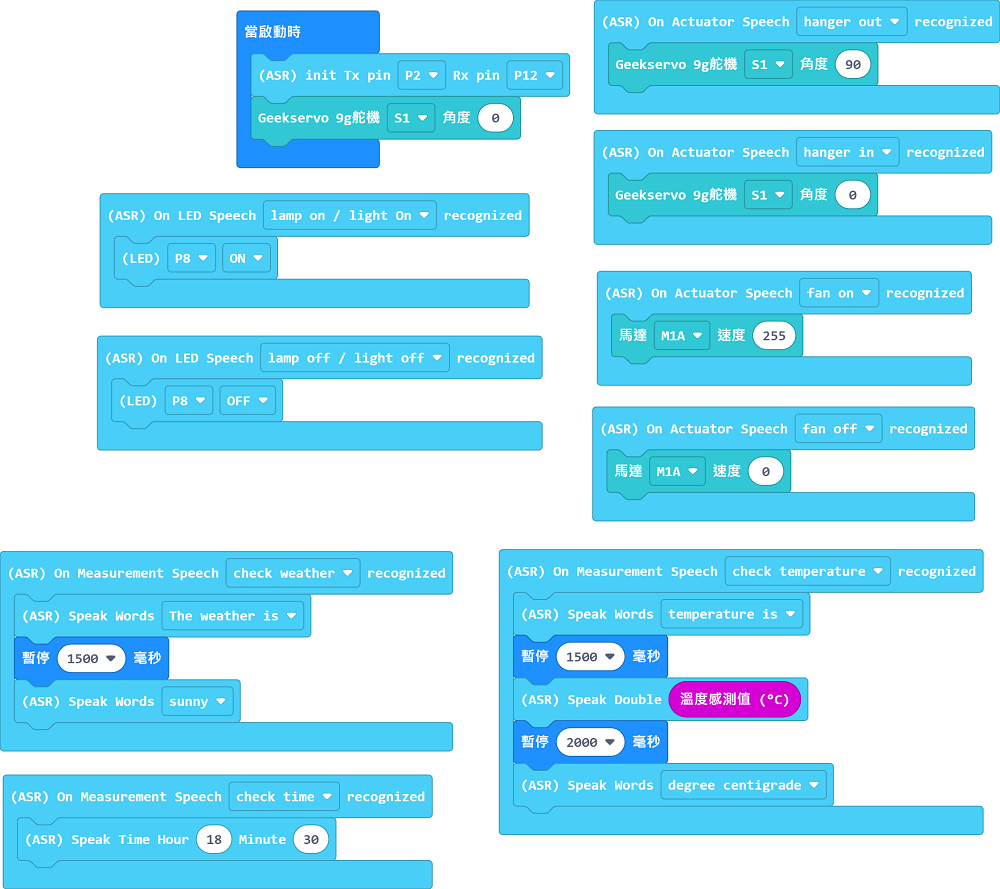 當啟動時
(ASR) init Tx pin P2 Rx pin P12
Geekservo 9g舵機 S1 角度 0
(ASR) On LED Speech lamp on / light On recognized
(LED) P8 ON
(ASR) On LED Speech lamp off / light off recognized
(LED) P8 OFF
(ASR) On Actuator Speech hanger out recognized
Geekservo 9g舵機 S1 角度 90
(ASR) On Actuator Speech hanger in recognized
Geekservo 9g舵機 S1 角度 0
(ASR) On Actuator Speech fan on recognized
馬達 M1A 速度 255
(ASR) On Actuator Speech fan off recognized
馬達 M1A 速度 0
(ASR) On Measurement Speech check weather recognized
(ASR) Speak Words The weather is
暫停 1500 毫秒
(ASR) Speak Words sunny
(ASR) On Measurement Speech check time recognized
(ASR) Speak Time Hour 18 Minute 30
(ASR) On Measurement Speech check temperature recognized
(ASR) Speak Words temperature is
暫停 1500 毫秒
(ASR) Speak Double 溫度感測值 (°C)
暫停 2000 毫秒
(ASR) Speak Words degree centigrade